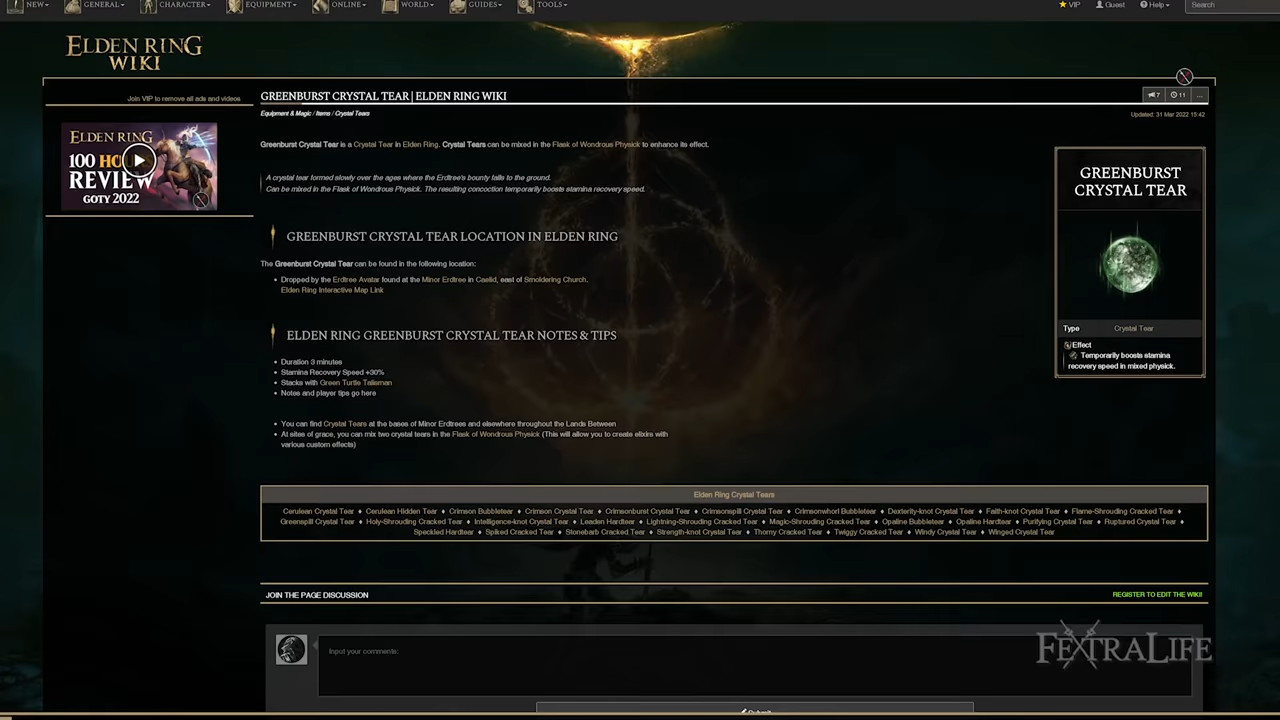 NEW
GENERAL
CHARACTER
EQUIPMENT
ONLINE
WORLD
GUIDES
TOOLS
VIP
Guest
Help
Search
ELDEN RING
WIKI
Join VIP to remove all ads and videos
GREENBURST CRYSTAL TEAR | ELDEN RING WIKI
7
11
...
Equipment & Magic / Items / Crystal Tears
Updated: 31 Mar 2022 15:42
ELDEN RING
100 HO
REVIEW
GOTY 2022
Greenburst Crystal Tear is a Crystal Tear in Elden Ring. Crystal Tears can be mixed in the Flask of Wondrous Physick to enhance its effect.
A crystal tear formed slowly over the ages where the Erdtree's bounty falls to the ground.
Can be mixed in the Flask of Wondrous Physick. The resulting concoction temporarily boosts stamina recovery speed.
GREENBURST CRYSTAL TEAR LOCATION IN ELDEN RING
The Greenburst Crystal Tear can be found in the following location:
• Dropped by the Erdtree Avatar found at the Minor Erdtree in Caelid, east of Smoldering Church.
Elden Ring Interactive Map Link
ELDEN RING GREENBURST CRYSTAL TEAR NOTES & TIPS
• Duration 3 minutes
• Stamina Recovery Speed +30%
• Stacks with Green Turtle Talisman
• Notes and player tips go here
• You can find Crystal Tears at the bases of Minor Erdtrees and elsewhere throughout the Lands Between
• At sites of grace, you can mix two crystal tears in the Flask of Wondrous Physick (This will allow you to create elixirs with
various custom effects)
GREENBURST
CRYSTAL TEAR
Type Crystal Tear
Effect
Temporarily boosts stamina
recovery speed in mixed physick.
Elden Ring Crystal Tears
Cerulean Crystal Tear ♦ Cerulean Hidden Tear ♦ Crimson Bubbletear ♦ Crimson Crystal Tear ♦ Crimsonburst Crystal Tear ♦ Crimsonspill Crystal Tear ♦ Crimsonwhorl Bubbletear ♦ Dexterity-knot Crystal Tear ♦ Faith-knot Crystal Tear ♦ Flame-Shrouding Cracked Tear ♦
Greenspill Crystal Tear ♦ Holy-Shrouding Cracked Tear ♦ Intelligence-knot Crystal Tear ♦ Leaden Hardtear ♦ Lightning-Shrouding Cracked Tear ♦ Magic-Shrouding Cracked Tear ♦ Opaline Bubbletear ♦ Opaline Hardtear ♦ Purifying Crystal Tear ♦ Ruptured Crystal Tear ♦
Speckled Hardtear ♦ Spiked Cracked Tear ♦ Stonebarb Cracked Tear ♦ Strength-knot Crystal Tear ♦ Thorny Cracked Tear ♦ Twiggy Cracked Tear ♦ Windy Crystal Tear ♦ Winged Crystal Tear
JOIN THE PAGE DISCUSSION
REGISTER TO EDIT THE WIKI!
Input your comments:
FEXTRALIFE